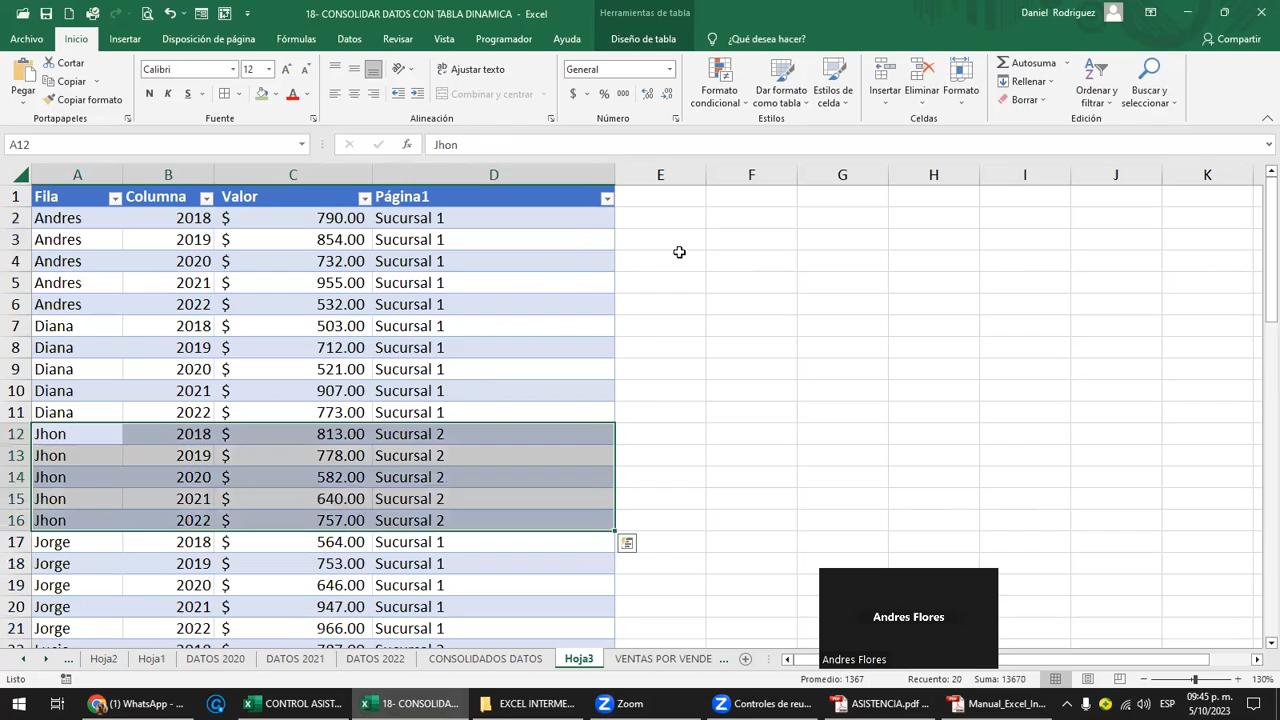 18- CONSOLIDAR DATOS CON TABLA DINAMICA - Excel
Herramientas de tabla
Daniel Rodriguez
Archivo Inicio Insertar Disposición de página Fórmulas Datos Revisar Vista Programador Ayuda Diseño de tabla ¿Qué desea hacer? Compartir
Pegar
Cortar
Copiar
Copiar formato
Portapapeles
Calibri 12
N K S
Fuente
Ajustar texto
Combinar y centrar
Alineación
General
$ % 000
Número
Formato condicional
Dar formato como tabla
Estilos de celda
Estilos
Insertar Eliminar Formato
Celdas
Autosuma
Rellenar
Borrar
Ordenar y filtrar
Buscar y seleccionar
Edición
A12 fx Jhon
A B C D E F G H I J K
1 Fila Columna Valor Página1
2 Andres 2018 $ 790.00 Sucursal 1
3 Andres 2019 $ 854.00 Sucursal 1
4 Andres 2020 $ 732.00 Sucursal 1
5 Andres 2021 $ 955.00 Sucursal 1
6 Andres 2022 $ 532.00 Sucursal 1
7 Diana 2018 $ 503.00 Sucursal 1
8 Diana 2019 $ 712.00 Sucursal 1
9 Diana 2020 $ 521.00 Sucursal 1
10 Diana 2021 $ 907.00 Sucursal 1
11 Diana 2022 $ 773.00 Sucursal 1
12 Jhon 2018 $ 813.00 Sucursal 2
13 Jhon 2019 $ 778.00 Sucursal 2
14 Jhon 2020 $ 582.00 Sucursal 2
15 Jhon 2021 $ 640.00 Sucursal 2
16 Jhon 2022 $ 757.00 Sucursal 2
17 Jorge 2018 $ 564.00 Sucursal 1
18 Jorge 2019 $ 753.00 Sucursal 1
19 Jorge 2020 $ 646.00 Sucursal 1
20 Jorge 2021 $ 947.00 Sucursal 1
21 Jorge 2022 $ 966.00 Sucursal 1
Andres Flores
Andres Flores
... Hoja2 Hoja1 DATOS 2020 DATOS 2021 DATOS 2022 CONSOLIDADOS DATOS Hoja3 VENTAS POR VENDE ...
Listo Promedio: 1367 Recuento: 20 Suma: 13670 130%
(1) WhatsApp - ... CONTROL ASIST... 18- CONSOLIDA... EXCEL INTERME... Zoom Controles de reu... ASISTENCIA.pdf ... Manual_Excel_In... ESP
09:45 p. m.
5/10/2023